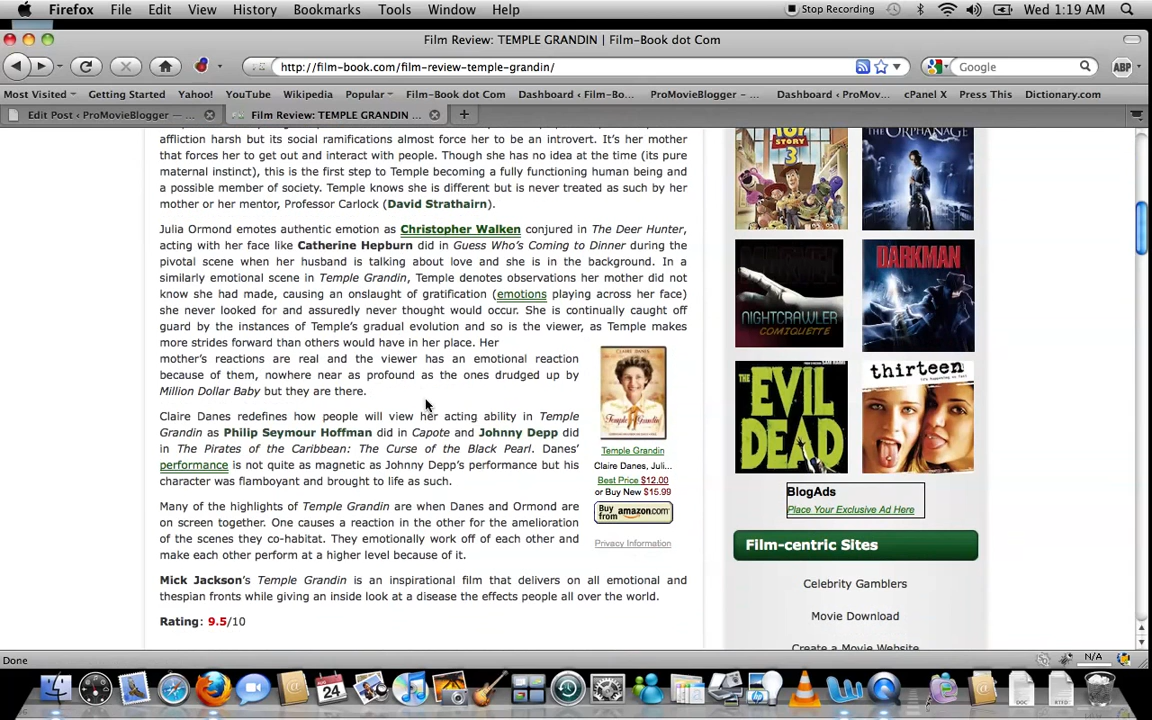 Firefox File Edit View History Bookmarks Tools Window Help Stop Recording Wed 1:19 AM
Film Review: TEMPLE GRANDIN | Film-Book dot Com
http://film-book.com/film-review-temple-grandin/ Google ABP
Most Visited Getting Started Yahoo! YouTube Wikipedia Popular Film-Book dot Com Dashboard ‹ Film-Bo... ProMovieBlogger – ... Dashboard ‹ ProMov... cPanel X Press This Dictionary.com
Edit Post ‹ ProMovieBlogger — ... Film Review: TEMPLE GRANDIN ...
affliction harsh but its social ramifications almost force her to be an introvert. It's her mother
that forces her to get out and interact with people. Though she has no idea at the time (its pure
maternal instinct), this is the first step to Temple becoming a fully functioning human being and
a possible member of society. Temple knows she is different but is never treated as such by her
mother or her mentor, Professor Carlock (David Strathairn).
Julia Ormond emotes authentic emotion as Christopher Walken conjured in The Deer Hunter,
acting with her face like Catherine Hepburn did in Guess Who's Coming to Dinner during the
pivotal scene when her husband is talking about love and she is in the background. In a
similarly emotional scene in Temple Grandin, Temple denotes observations her mother did not
know she had made, causing an onslaught of gratification (emotions playing across her face)
she never looked for and assuredly never thought would occur. She is continually caught off
guard by the instances of Temple's gradual evolution and so is the viewer, as Temple makes
more strides forward than others would have in her place. Her
mother's reactions are real and the viewer has an emotional reaction
because of them, nowhere near as profound as the ones drudged up by
Million Dollar Baby but they are there.
Claire Danes redefines how people will view her acting ability in Temple
Grandin as Philip Seymour Hoffman did in Capote and Johnny Depp did
in The Pirates of the Caribbean: The Curse of the Black Pearl. Danes'
performance is not quite as magnetic as Johnny Depp's performance but his
character was flamboyant and brought to life as such.
Many of the highlights of Temple Grandin are when Danes and Ormond are
on screen together. One causes a reaction in the other for the amelioration
of the scenes they co-habitat. They emotionally work off of each other and
make each other perform at a higher level because of it.
Mick Jackson's Temple Grandin is an inspirational film that delivers on all emotional and
thespian fronts while giving an inside look at a disease the effects people all over the world.
Rating: 9.5/10
CLAIRE DANES
Temple Grandin
Temple Grandin
Claire Danes, Juli...
Best Price $12.00
or Buy New $15.99
Buy from amazon.com
Privacy Information
TOY STORY 3
THE ORPHANAGE
NIGHTCRAWLER
COMIQUETTE
DARKMAN
THE EVIL DEAD
thirteen
BlogAds
Place Your Exclusive Ad Here
Film-centric Sites
Celebrity Gamblers
Movie Download
Create a Movie Website
Done N/A
24